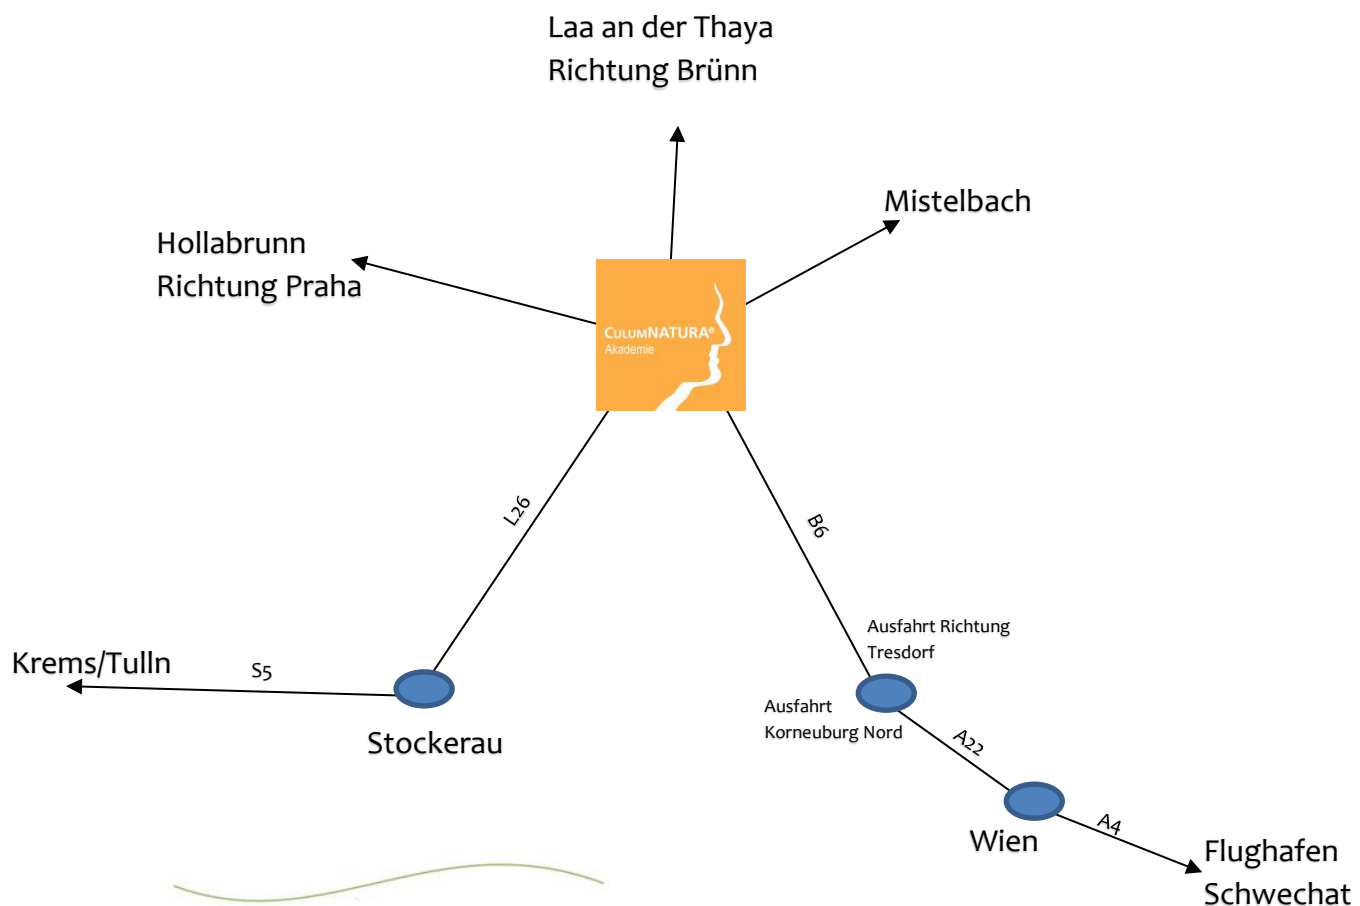 Laa an der Thaya
Richtung Brünn
Mistelbach
Hollabrunn
Richtung Praha
CULUMNATURA®
Akademie
L26
B6
Ausfahrt Richtung
Tresdorf
Krems/Tulln
S5
Ausfahrt
Korneuburg Nord
Stockerau
A22
Wien
A4
Flughafen
Schwechat